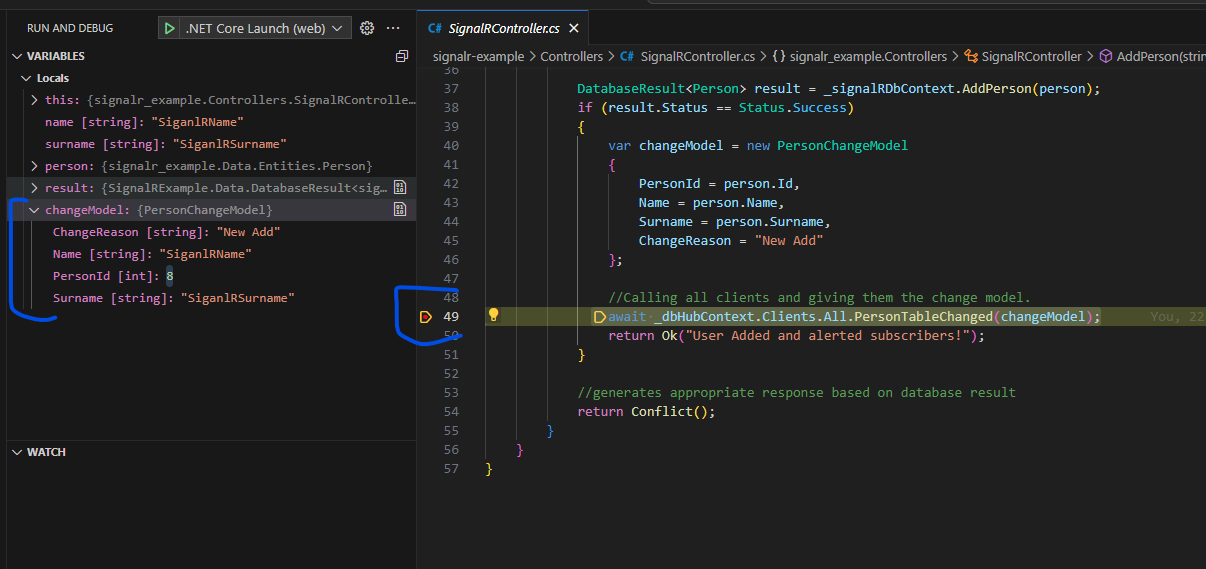 RUN AND DEBUG
.NET Core Launch (web)
VARIABLES
Locals
this: {signalr_example.Controllers.SignalRControlle…
name [string]: "SiganlRName"
surname [string]: "SiganlRSurname"
person: {signalr_example.Data.Entities.Person}
result: {SignalRExample.Data.DatabaseResult<sig…
changeModel: {PersonChangeModel}
ChangeReason [string]: "New Add"
Name [string]: "SiganlRName"
PersonId [int]: 8
Surname [string]: "SiganlRSurname"
WATCH
C# SignalRController.cs
signalr-example > Controllers > C# SignalRController.cs > {} signalr_example.Controllers > SignalRController > AddPerson(strin
36
37 DatabaseResult<Person> result = _signalRDbContext.AddPerson(person);
38 if (result.Status == Status.Success)
39 {
40 var changeModel = new PersonChangeModel
41 {
42 PersonId = person.Id,
43 Name = person.Name,
44 Surname = person.Surname,
45 ChangeReason = "New Add"
46 };
47
48 //Calling all clients and giving them the change model.
49 await _dbHubContext.Clients.All.PersonTableChanged(changeModel); You, 22
50 return Ok("User Added and alerted subscribers!");
51 }
52
53 //generates appropriate response based on database result
54 return Conflict();
55 }
56 }
57 }